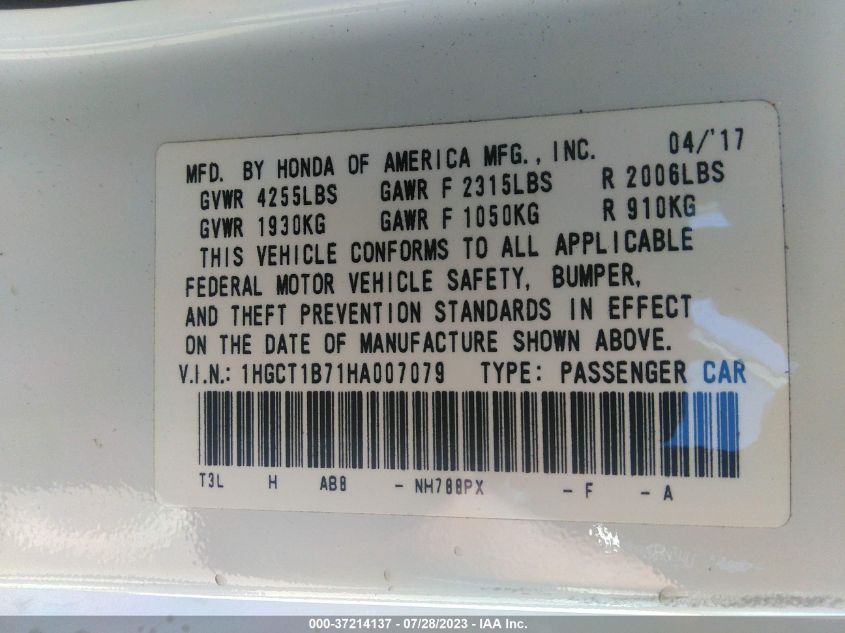 MFD. BY HONDA OF AMERICA MFG., INC. 04/'17
GVWR 4255LBS GAWR F 2315LBS R 2006LBS
GVWR 1930KG GAWR F 1050KG R 910KG
THIS VEHICLE CONFORMS TO ALL APPLICABLE
FEDERAL MOTOR VEHICLE SAFETY, BUMPER,
AND THEFT PREVENTION STANDARDS IN EFFECT
ON THE DATE OF MANUFACTURE SHOWN ABOVE.
V.I.N.: 1HGCT1B71HA007079 TYPE: PASSENGER CAR
T3L H AB8 - NH788PX - F - A
000-37214137 - 07/28/2023 - IAA Inc.